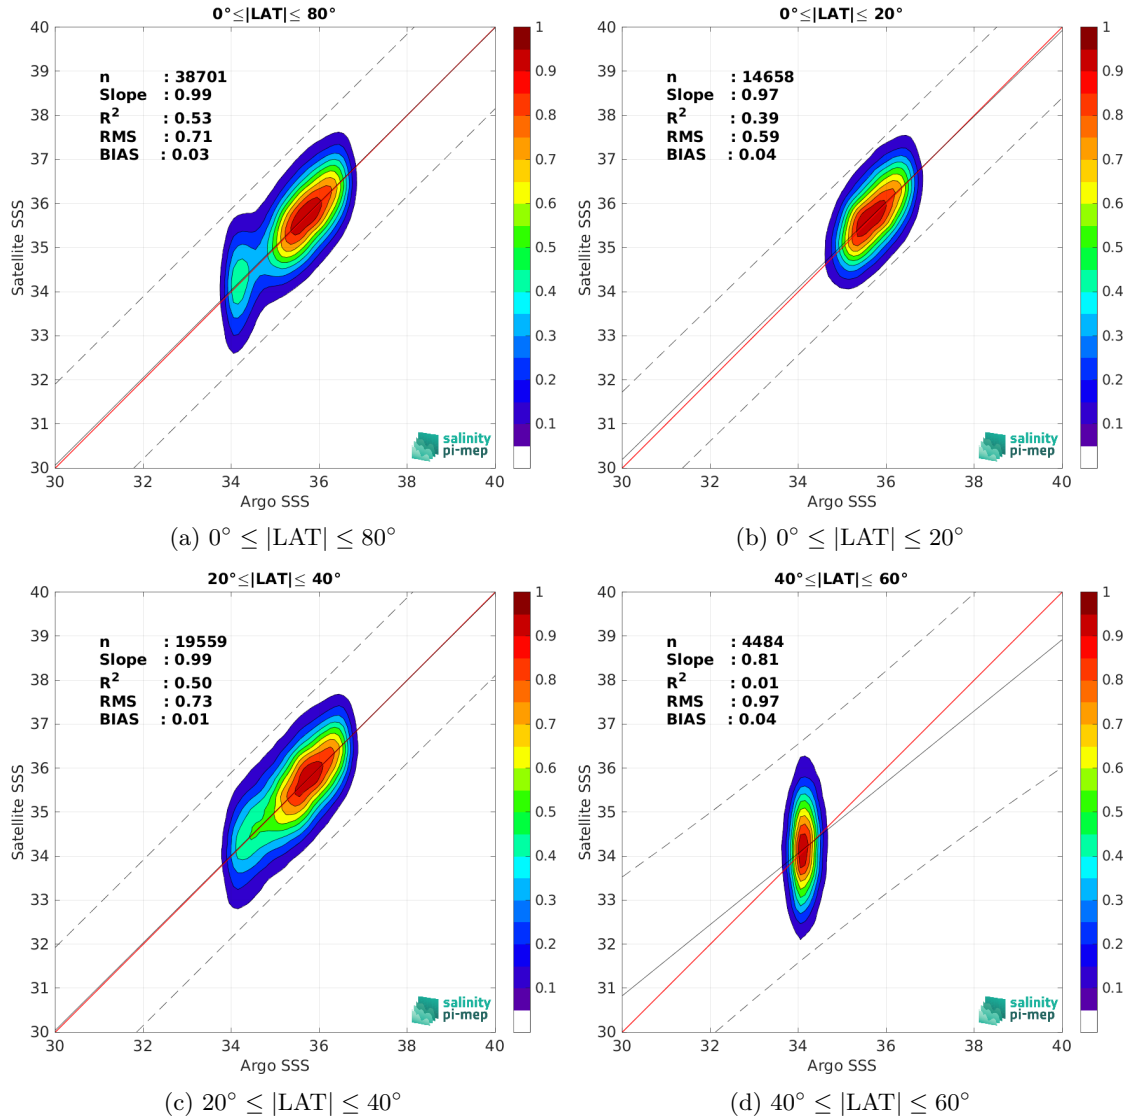 0°≤|LAT|≤ 80°
n : 38701
Slope : 0.99
R² : 0.53
RMS : 0.71
BIAS : 0.03
40
39
38
37
36
35
34
33
32
31
30
Satellite SSS
30 32 34 36 38 40
Argo SSS
1
0.9
0.8
0.7
0.6
0.5
0.4
0.3
0.2
0.1
salinity
pi-mep
(a) 0° ≤ |LAT| ≤ 80°
0°≤|LAT|≤ 20°
n : 14658
Slope : 0.97
R² : 0.39
RMS : 0.59
BIAS : 0.04
40
39
38
37
36
35
34
33
32
31
30
Satellite SSS
30 32 34 36 38 40
Argo SSS
1
0.9
0.8
0.7
0.6
0.5
0.4
0.3
0.2
0.1
salinity
pi-mep
(b) 0° ≤ |LAT| ≤ 20°
20°≤|LAT|≤ 40°
n : 19559
Slope : 0.99
R² : 0.50
RMS : 0.73
BIAS : 0.01
40
39
38
37
36
35
34
33
32
31
30
Satellite SSS
30 32 34 36 38 40
Argo SSS
1
0.9
0.8
0.7
0.6
0.5
0.4
0.3
0.2
0.1
salinity
pi-mep
(c) 20° ≤ |LAT| ≤ 40°
40°≤|LAT|≤ 60°
n : 4484
Slope : 0.81
R² : 0.01
RMS : 0.97
BIAS : 0.04
40
39
38
37
36
35
34
33
32
31
30
Satellite SSS
30 32 34 36 38 40
Argo SSS
1
0.9
0.8
0.7
0.6
0.5
0.4
0.3
0.2
0.1
salinity
pi-mep
(d) 40° ≤ |LAT| ≤ 60°